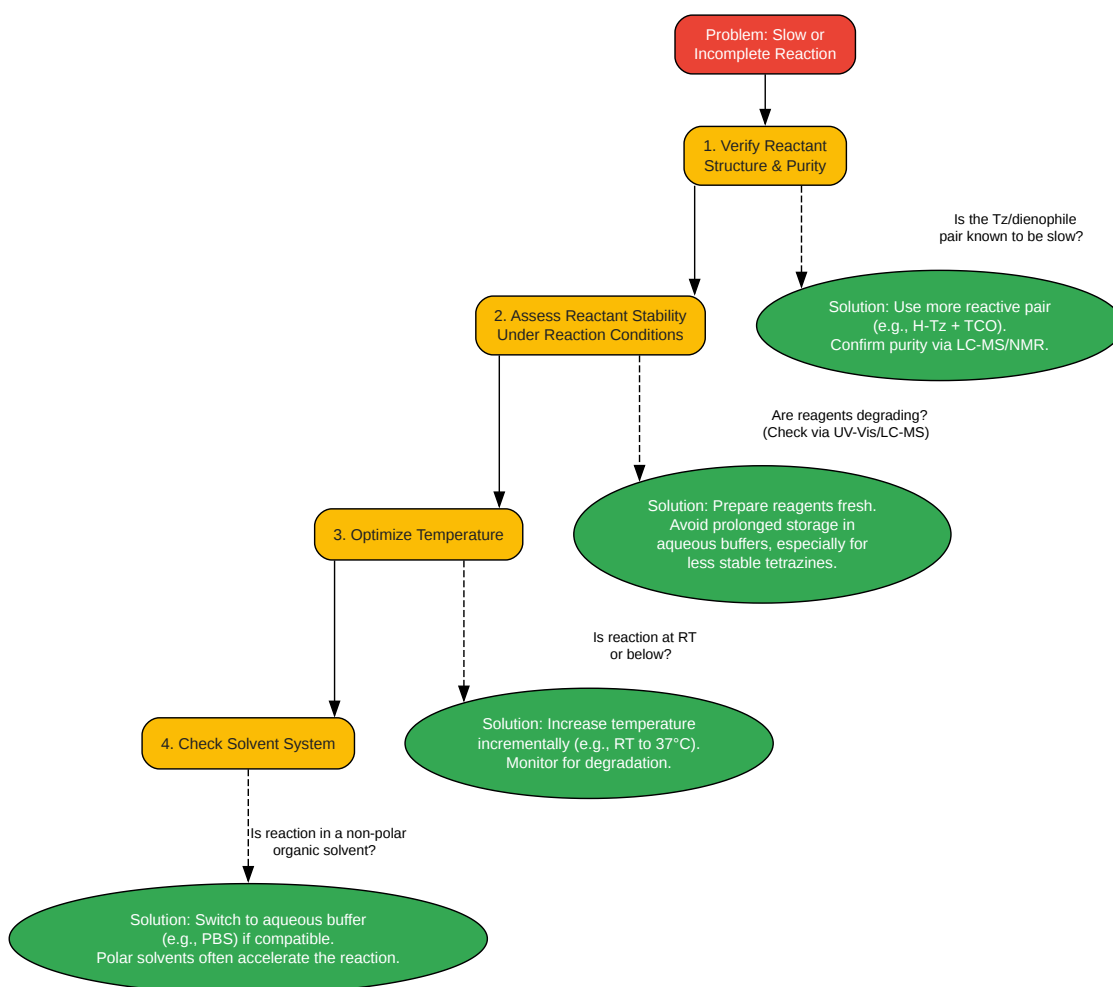 Problem: Slow or
Incomplete Reaction
1. Verify Reactant
Structure & Purity
Is the Tz/dienophile
pair known to be slow?
Solution: Use more reactive pair
(e.g., H-Tz + TCO).
Confirm purity via LC-MS/NMR.
2. Assess Reactant Stability
Under Reaction Conditions
Are reagents degrading?
(Check via UV-Vis/LC-MS)
Solution: Prepare reagents fresh.
Avoid prolonged storage in
aqueous buffers, especially for
less stable tetrazines.
3. Optimize Temperature
Is reaction at RT
or below?
Solution: Increase temperature
incrementally (e.g., RT to 37°C).
Monitor for degradation.
4. Check Solvent System
Is reaction in a non-polar
organic solvent?
Solution: Switch to aqueous buffer
(e.g., PBS) if compatible.
Polar solvents often accelerate the reaction.